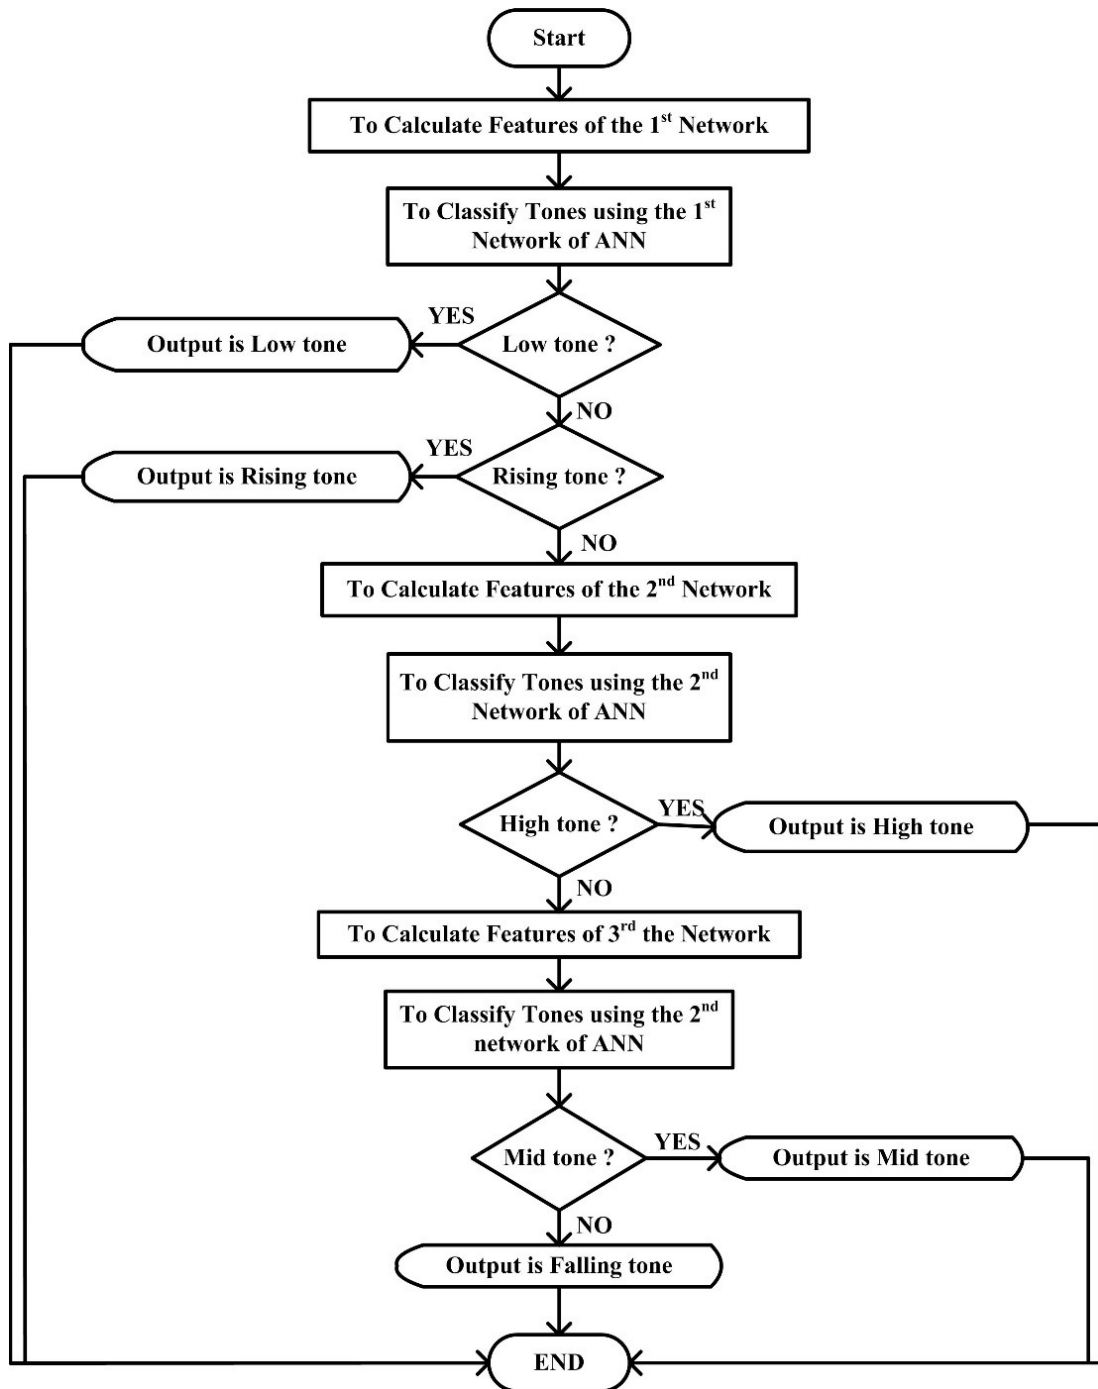 Start
To Calculate Features of the 1st Network
To Classify Tones using the 1st
Network of ANN
YES
Output is Low tone
Low tone ?
NO
YES
Output is Rising tone
Rising tone ?
NO
To Calculate Features of the 2nd Network
To Classify Tones using the 2nd
Network of ANN
High tone ?
YES
Output is High tone
NO
To Calculate Features of 3rd the Network
To Classify Tones using the 2nd
network of ANN
Mid tone ?
YES
Output is Mid tone
NO
Output is Falling tone
END